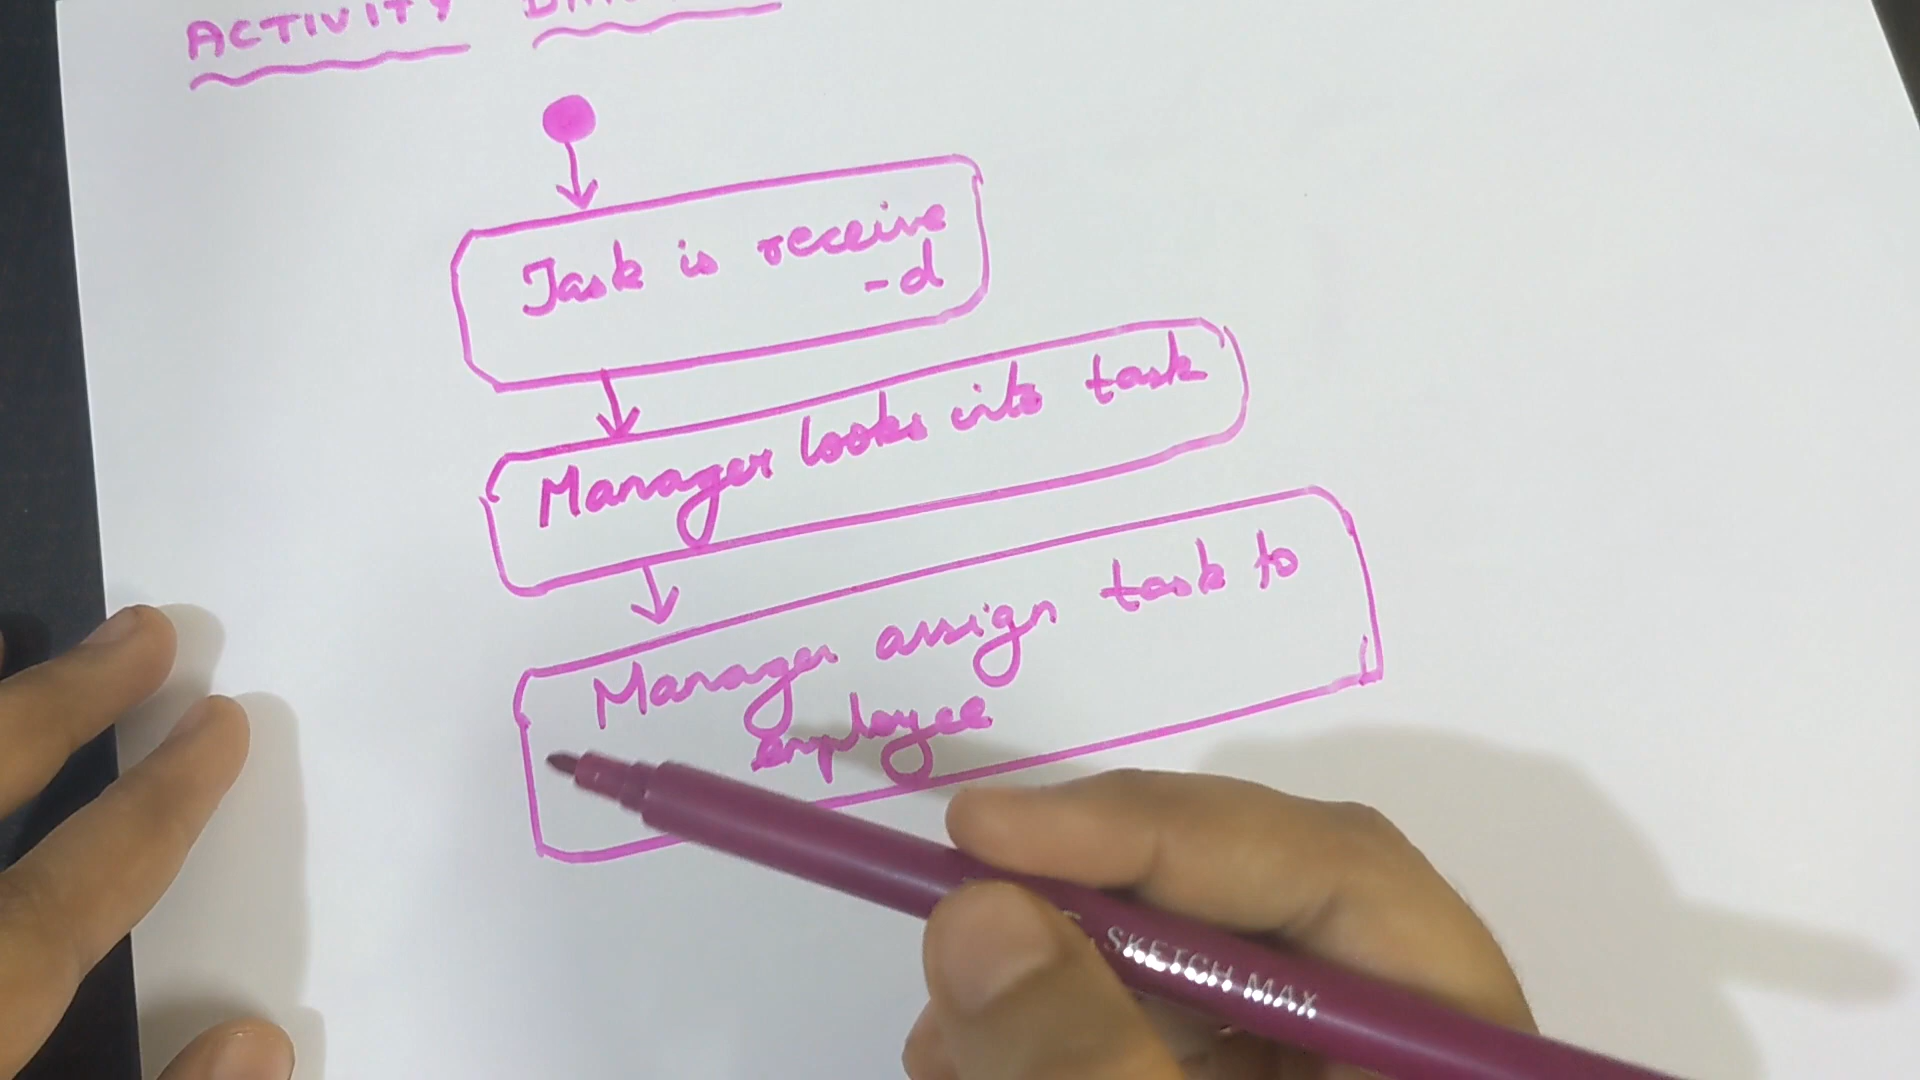 ACTIVITY
Task is receive
-d
Manager looks into task
Manager assign task to
employee
SKETCH MAX